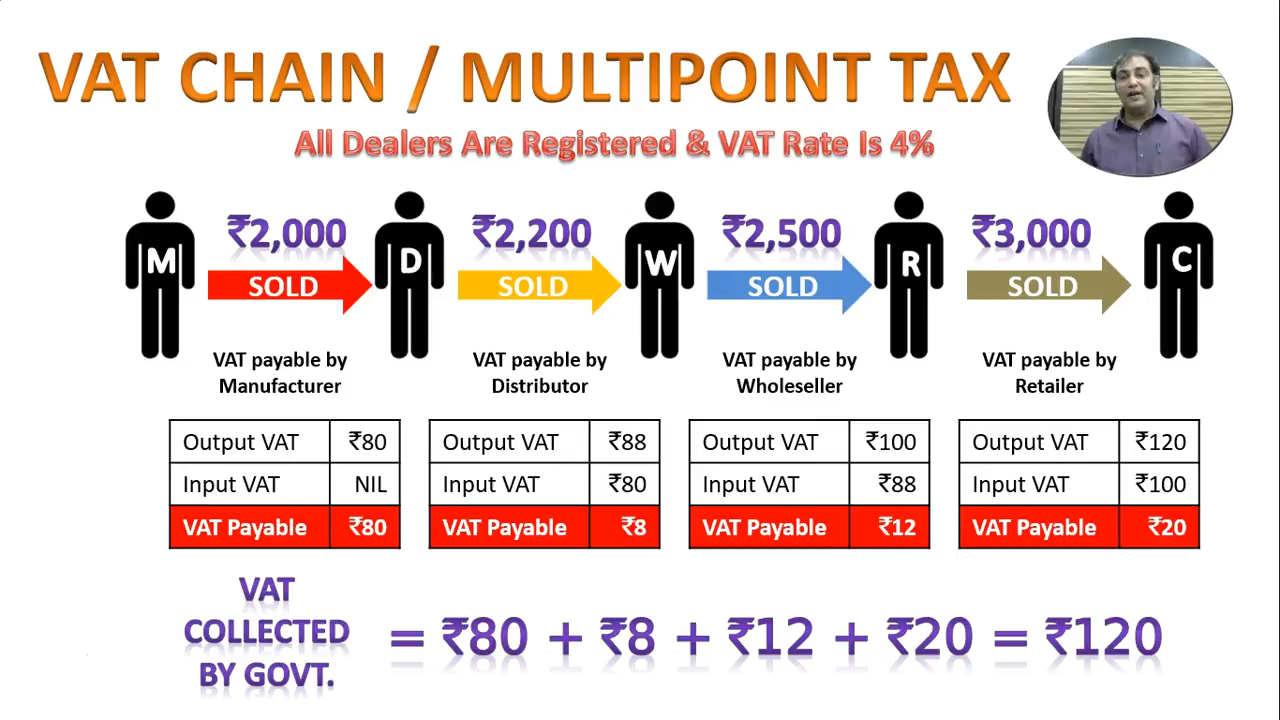 VAT CHAIN / MULTIPOINT TAX
All Dealers Are Registered & VAT Rate Is 4%
M ₹2,000 D ₹2,200 W ₹2,500 R ₹3,000 C
SOLD SOLD SOLD SOLD
VAT payable by VAT payable by VAT payable by VAT payable by
Manufacturer Distributor Wholeseller Retailer
Output VAT ₹80 Output VAT ₹88 Output VAT ₹100 Output VAT ₹120
Input VAT NIL Input VAT ₹80 Input VAT ₹88 Input VAT ₹100
VAT Payable ₹80 VAT Payable ₹8 VAT Payable ₹12 VAT Payable ₹20
VAT
COLLECTED
BY GOVT.
= ₹80 + ₹8 + ₹12 + ₹20 = ₹120